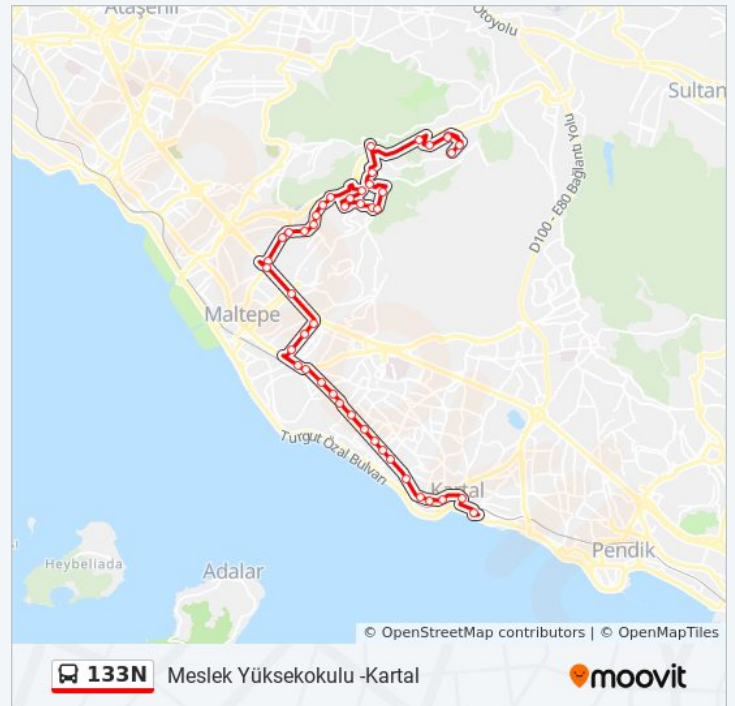 Ataşehir
Otoyolu
Sultan
D100 - E80 Bağlantı Yolu
Maltepe
Turgut Özal Bulvarı
Kartal
Pendik
Heybeliada
Adalar
© OpenStreetMap contributors | © OpenMapTiles
133N Meslek Yüksekokulu -Kartal moovit